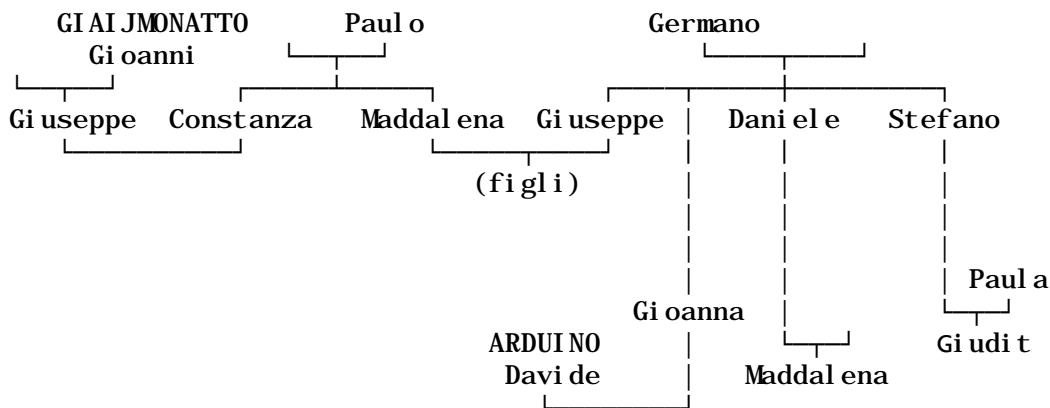 GIAIJMONATTO Paulo Germano
Gioanni
Giuseppe Constanza Maddalena Giuseppe Daniele Stefano
(figli)
Paula
Gioanna
ARDUINO Giudit
Davide Maddalena